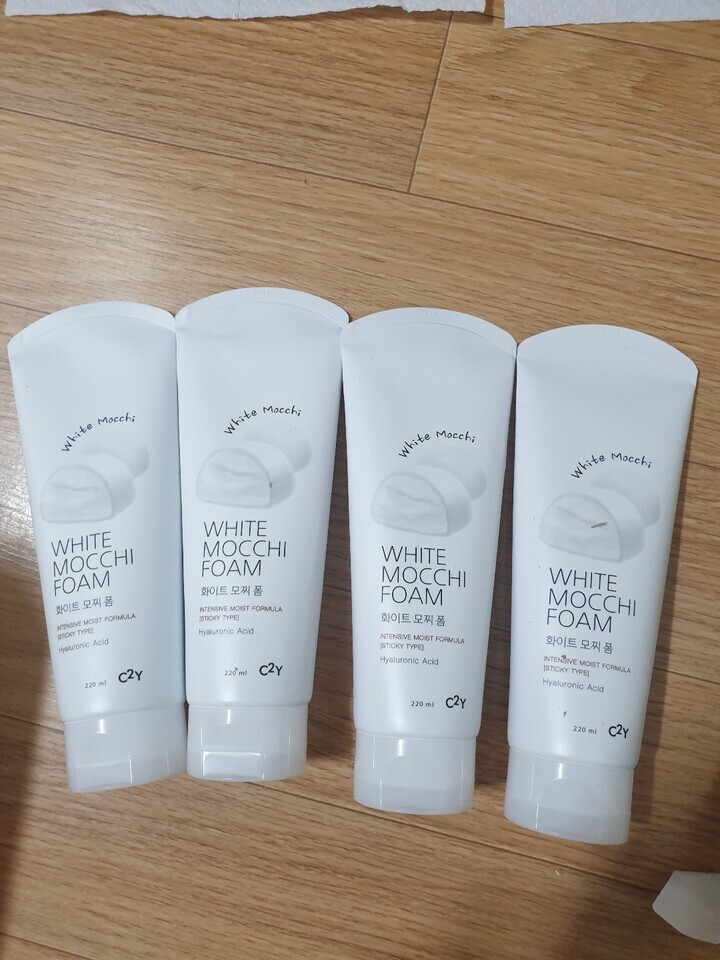 White Mocchi
WHITE
MOCCHI
FOAM
화이트 모찌 폼
INTENSIVE MOIST FORMULA
[STICKY TYPE]
Hyaluronic Acid
220 ml C2Y
White Mocchi
WHITE
MOCCHI
FOAM
화이트 모찌 폼
INTENSIVE MOIST FORMULA
[STICKY TYPE]
Hyaluronic Acid
220 ml C2Y
White Mocchi
WHITE
MOCCHI
FOAM
화이트 모찌 폼
INTENSIVE MOIST FORMULA
[STICKY TYPE]
Hyaluronic Acid
220 ml C2Y
White Mocchi
WHITE
MOCCHI
FOAM
화이트 모찌 폼
INTENSIVE MOIST FORMULA
[STICKY TYPE]
Hyaluronic Acid
220 ml C2Y